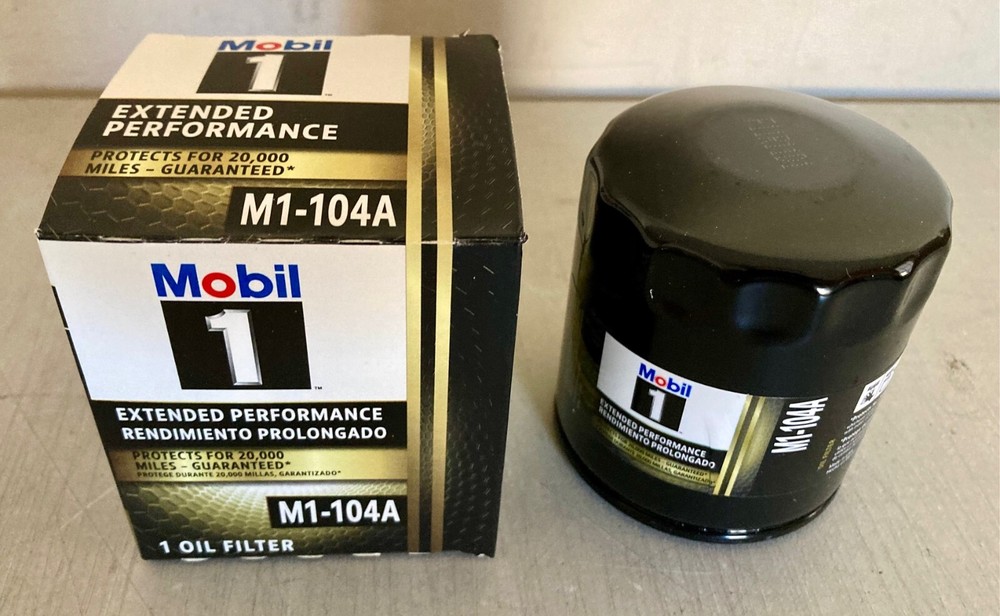 Mobil
1
™
EXTENDED
PERFORMANCE
PROTECTS FOR 20,000
MILES – GUARANTEED*
M1-104A
Mobil
1
™
EXTENDED PERFORMANCE
RENDIMIENTO PROLONGADO
PROTECTS FOR 20,000
MILES – GUARANTEED*
PROTEGE DURANTE 20,000 MILLAS, GARANTIZADO*
M1-104A
1 OIL FILTER
Mobil
1
EXTENDED PERFORMANCE
RENDIMIENTO PROLONGADO
M1-104A